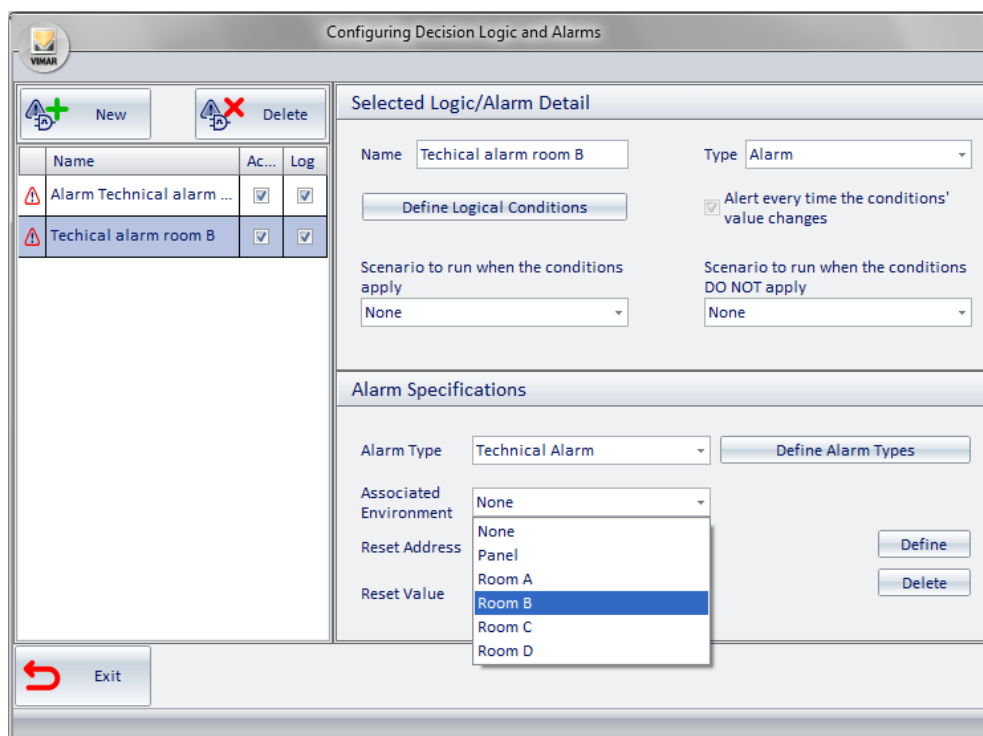 Configuring Decision Logic and Alarms
VIMAR
New
Delete
Name Ac... Log
Alarm Technical alarm ...
Techical alarm room B
Selected Logic/Alarm Detail
Name Techical alarm room B Type Alarm
Define Logical Conditions
Alert every time the conditions'
value changes
Scenario to run when the conditions
apply
None
Scenario to run when the conditions
DO NOT apply
None
Alarm Specifications
Alarm Type Technical Alarm Define Alarm Types
Associated
Environment
None
None
Panel
Room A
Room B
Room C
Room D
Reset Address
Define
Reset Value
Delete
Exit